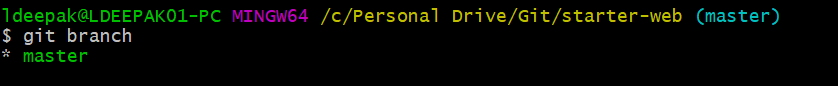 ldeepak@LDEEPAK01-PC MINGW64 /c/Personal Drive/Git/starter-web (master)
$ git branch
* master